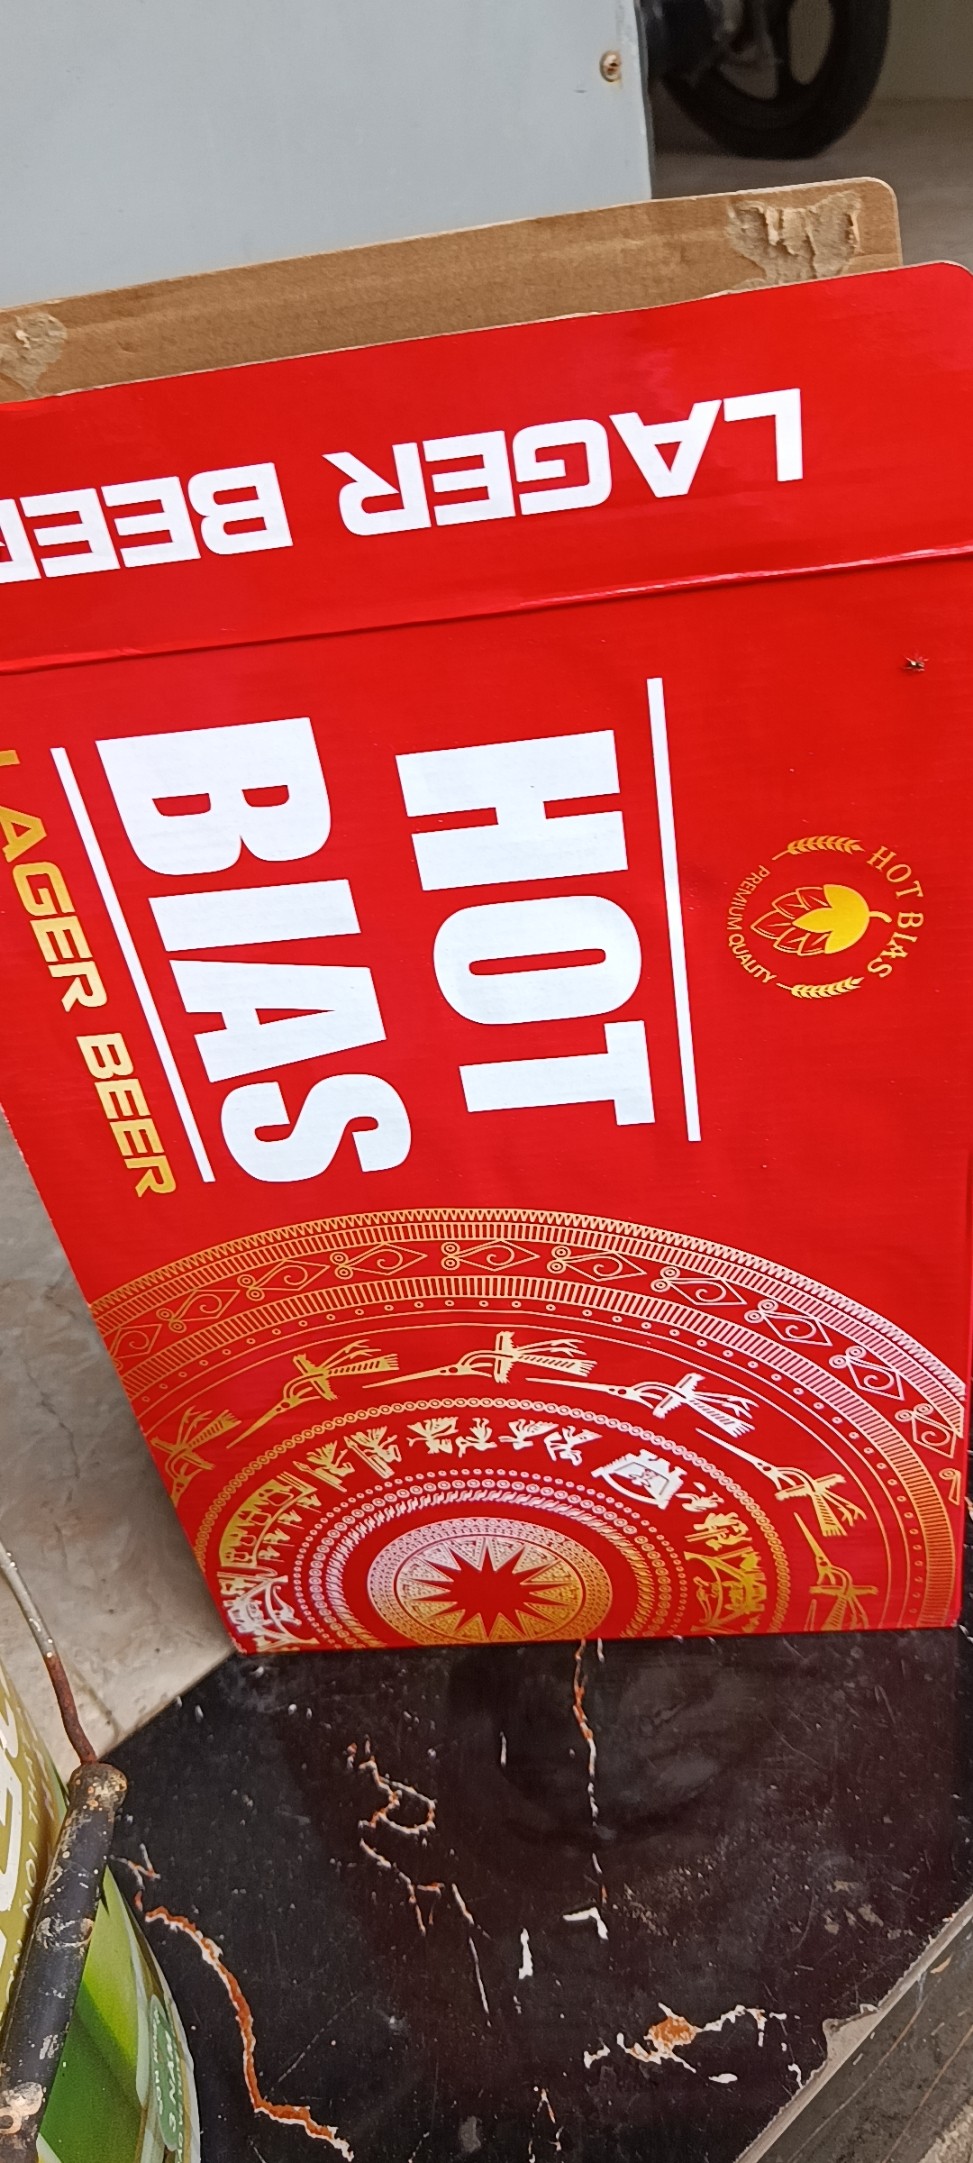 LAGER BEER
HOT BIAS
PREMIUM QUALITY
HOT
BIAS
LAGER BEER